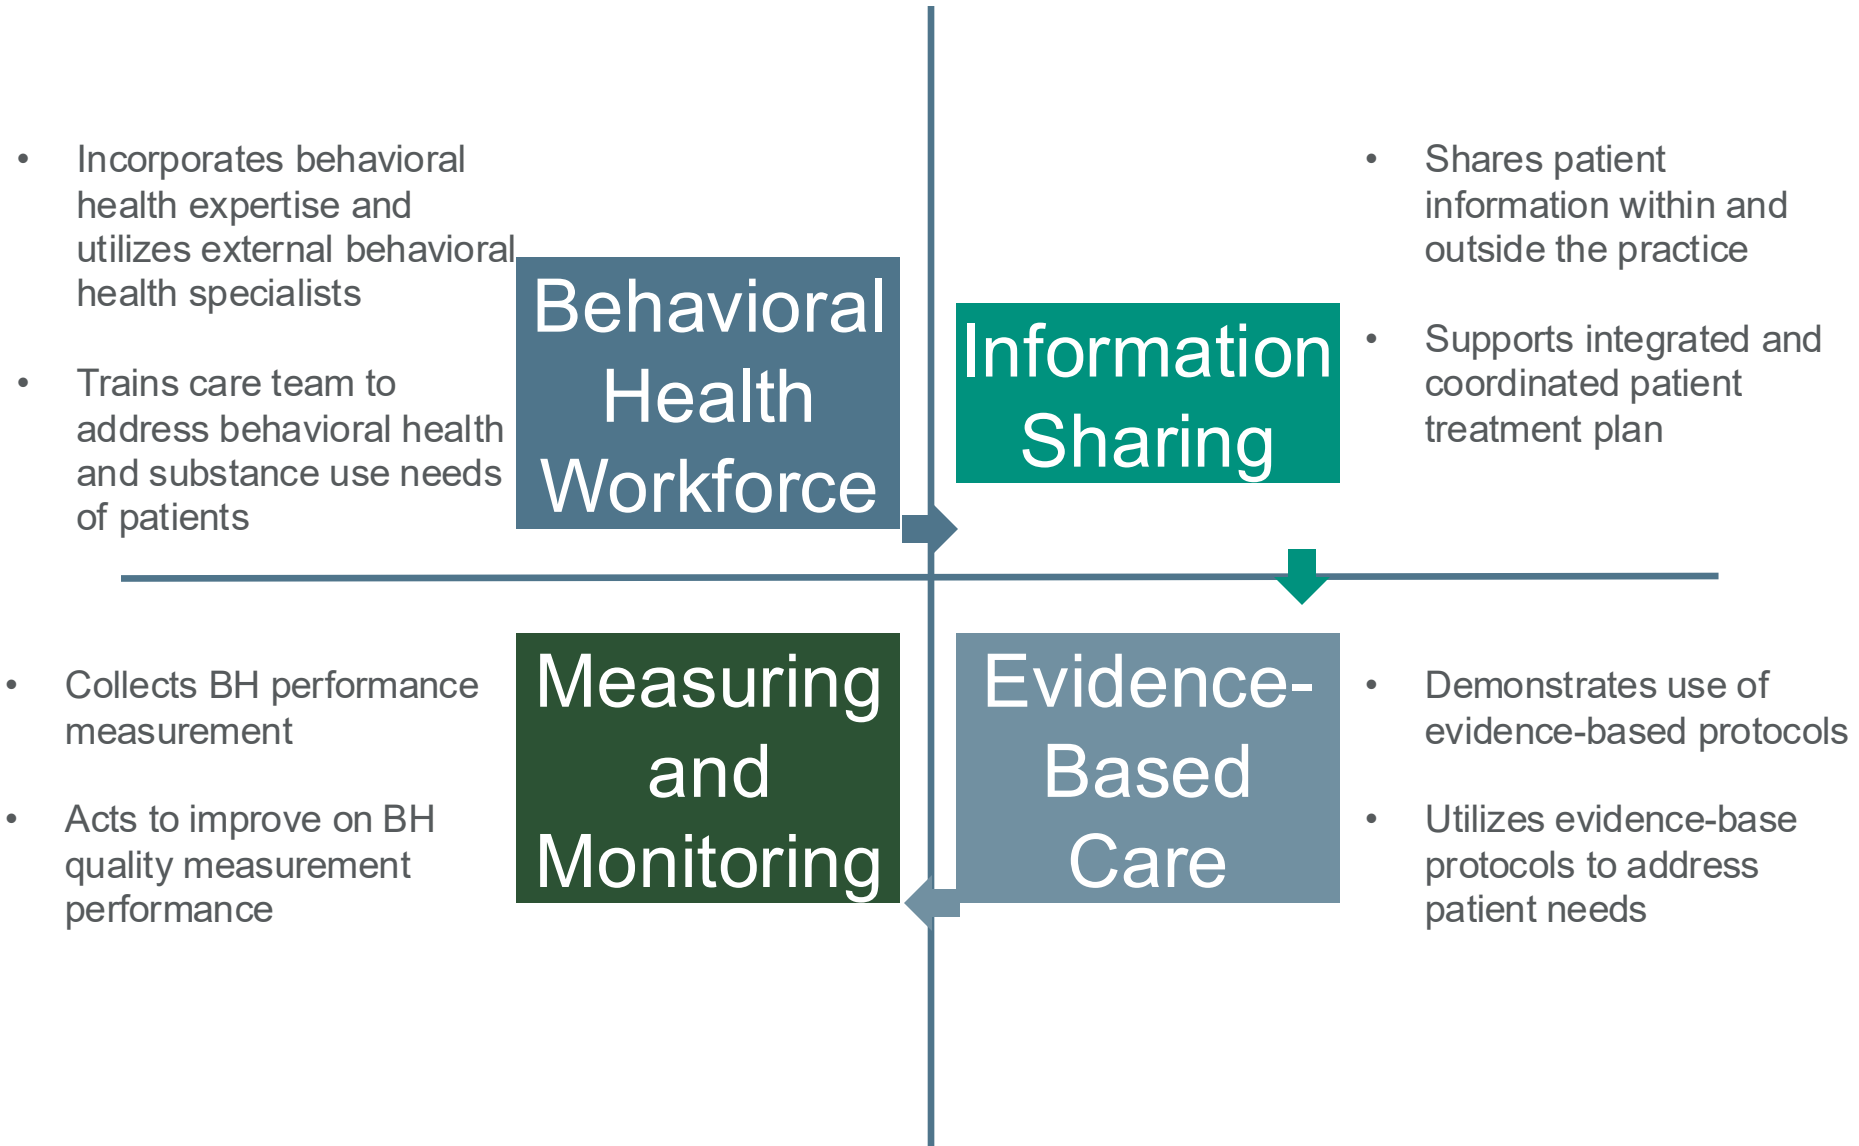 • Incorporates behavioral
health expertise and
utilizes external behavioral
health specialists
• Trains care team to
address behavioral health
and substance use needs
of patients
Behavioral
Health
Workforce
Information
Sharing
• Shares patient
information within and
outside the practice
• Supports integrated and
coordinated patient
treatment plan
• Collects BH performance
measurement
• Acts to improve on BH
quality measurement
performance
Measuring
and
Monitoring
Evidence-
Based
Care
• Demonstrates use of
evidence-based protocols
• Utilizes evidence-base
protocols to address
patient needs